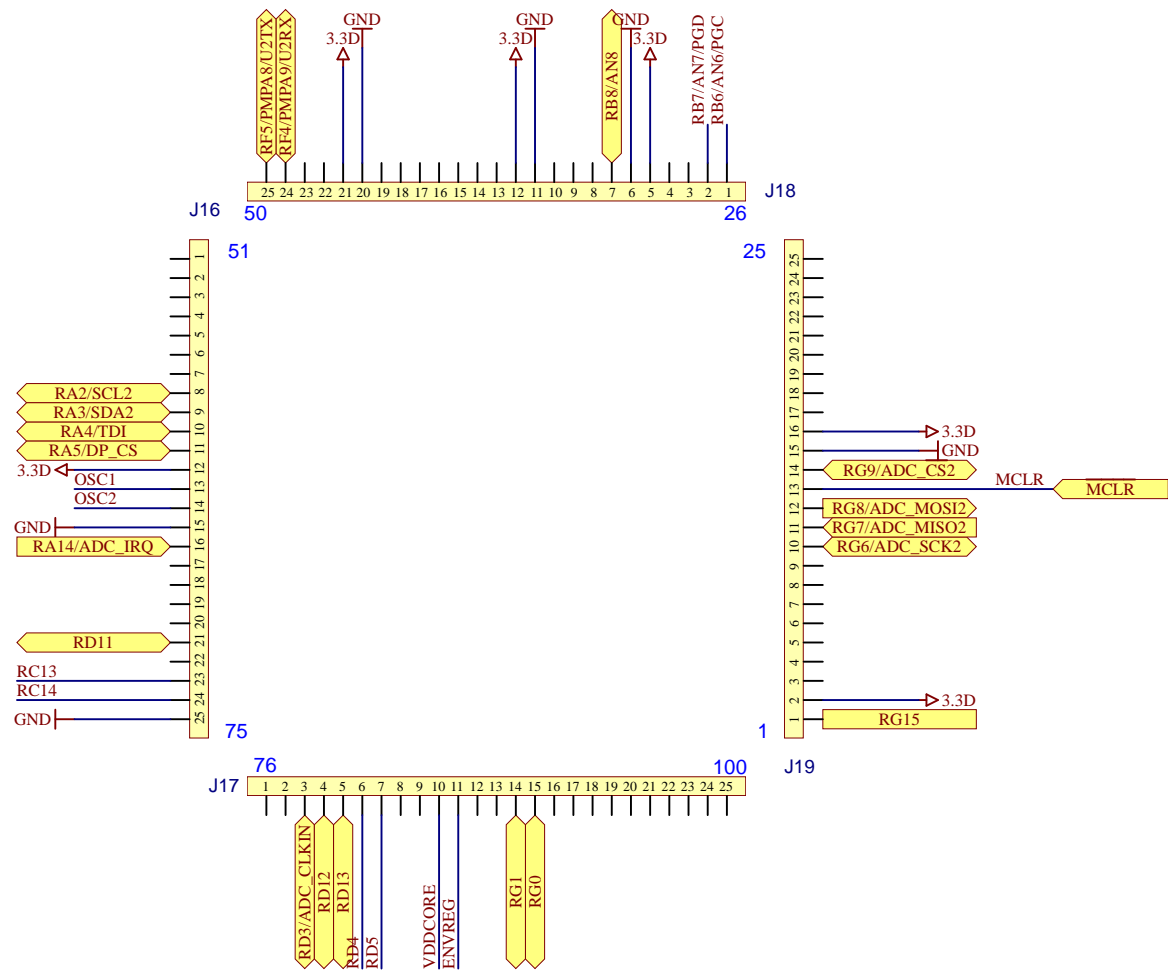 RF5/PMPA8/U2TX
RF4/PMPA9/U2RX
3.3D
GND
3.3D
GND
RB8/AN8
GND
3.3D
RB7/AN7/PGD
RB6/AN6/PGC
25 24 23 22 21 20 19 18 17 16 15 14 13 12 11 10 9 8 7 6 5 4 3 2 1
J18
50
26
J16
51
1
2
3
4
5
6
7
RA2/SCL2 8
RA3/SDA2 9
RA4/TDI 10
RA5/DP_CS 11
3.3D 12
OSC1 13
OSC2 14
GND 15
RA14/ADC_IRQ 16
17
18
19
20
RD11 21
22
RC13 23
RC14 24
GND 25
75
25
25
24
23
22
21
20
19
18
17
16 3.3D
15 GND
14 RG9/ADC_CS2
13 MCLR MCLR
12 RG8/ADC_MOSI2
11 RG7/ADC_MISO2
10 RG6/ADC_SCK2
9
8
7
6
5
4
3
2 3.3D
1 RG15
1
J19
76
100
J17
1 2 3 4 5 6 7 8 9 10 11 12 13 14 15 16 17 18 19 20 21 22 23 24 25
RD3/ADC_CLKIN
RD12
RD13
RD4
RD5
VDDCORE
ENVREG
RG1
RG0